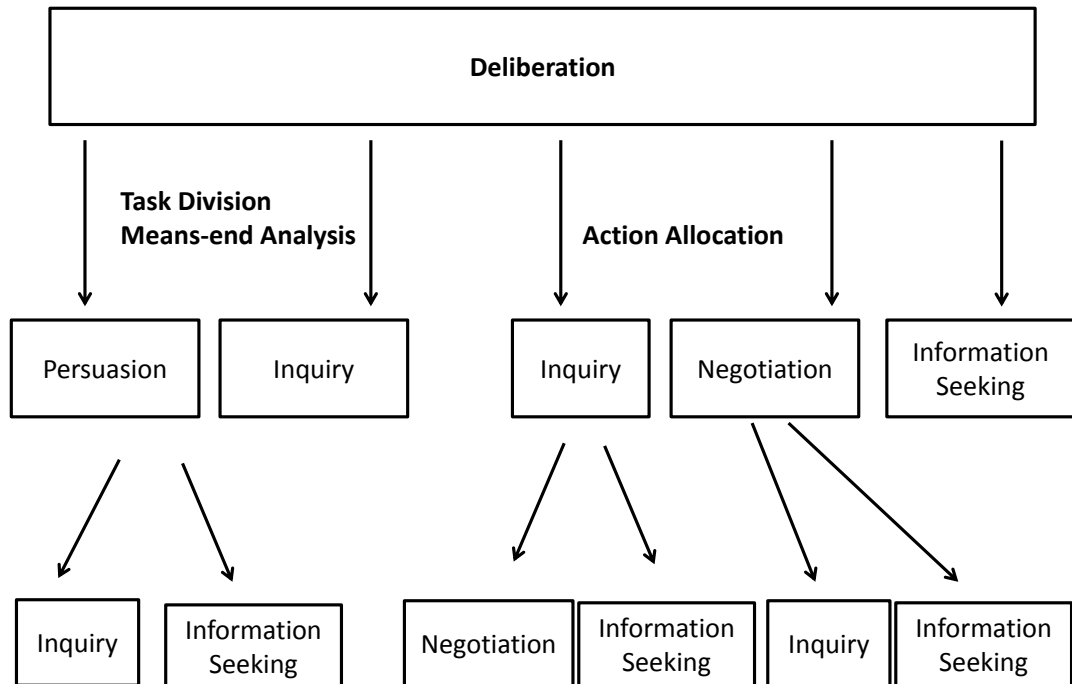 Deliberation
Task Division
Means-end Analysis
Action Allocation
Persuasion
Inquiry
Inquiry
Negotiation
Information
Seeking
Inquiry
Information
Seeking
Negotiation
Information
Seeking
Inquiry
Information
Seeking